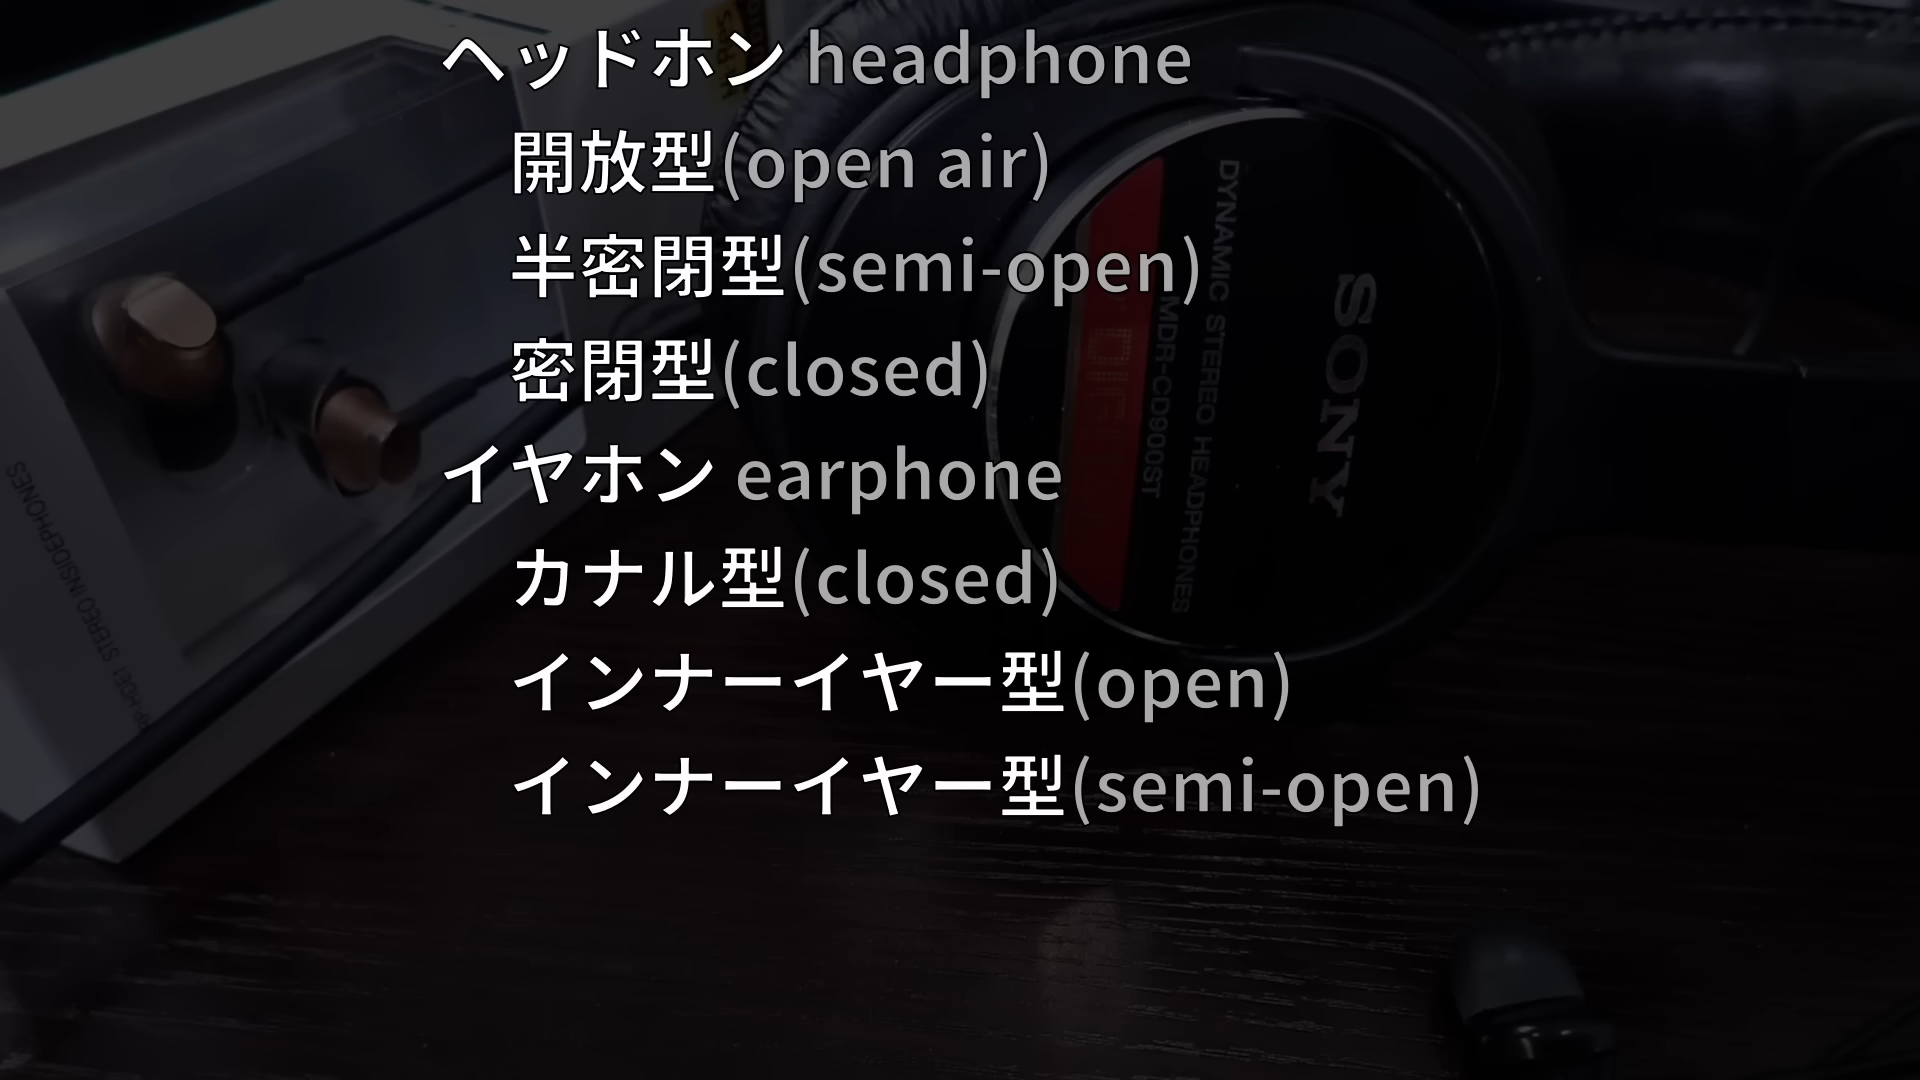 ヘッドホン headphone
開放型(open air)
半密閉型(semi-open)
密閉型(closed)
イヤホン earphone
カナル型(closed)
インナーイヤー型(open)
インナーイヤー型(semi-open)
SONY
DYNAMIC STEREO HEADPHONES
MDR-CD900ST
STEREO INSIDEPHONES